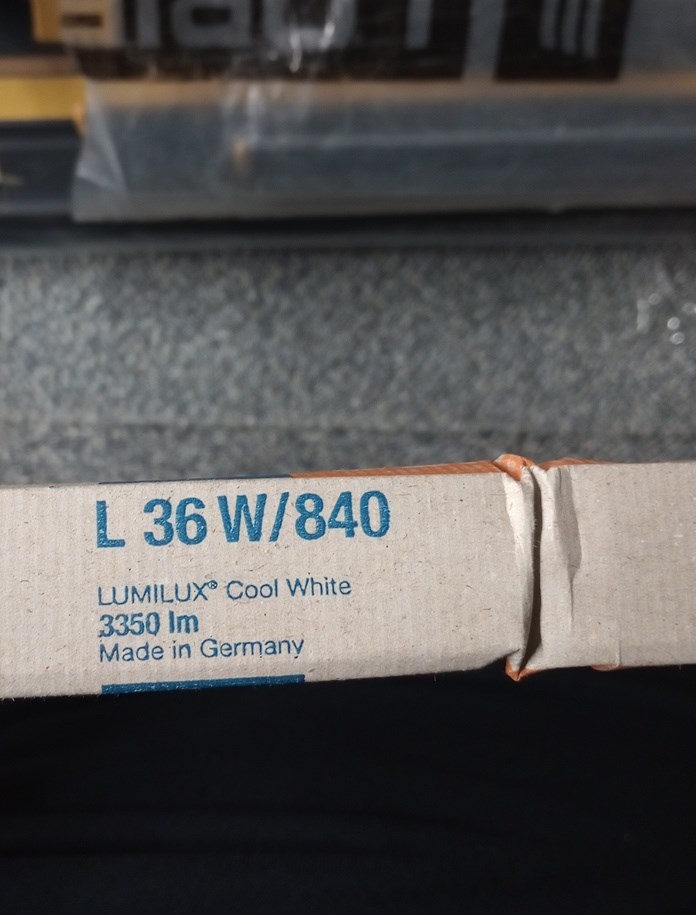 L 36 W/840
LUMILUX® Cool White
3350 lm
Made in Germany